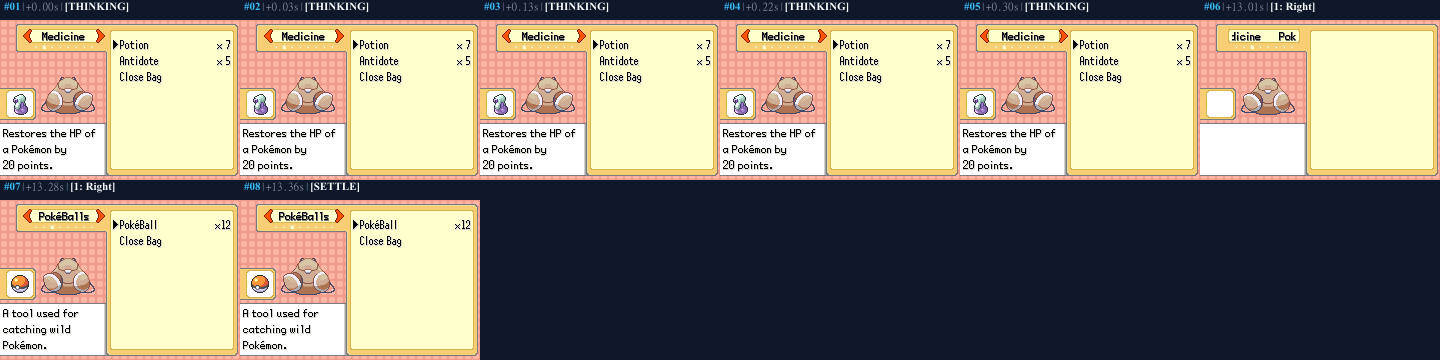 #01 | +0.00s | [THINKING]
Medicine
Potion ×7
Antidote ×5
Close Bag
Restores the HP of
a Pokémon by
20 points.
#02 | +0.03s | [THINKING]
Medicine
Potion ×7
Antidote ×5
Close Bag
Restores the HP of
a Pokémon by
20 points.
#03 | +0.13s | [THINKING]
Medicine
Potion ×7
Antidote ×5
Close Bag
Restores the HP of
a Pokémon by
20 points.
#04 | +0.22s | [THINKING]
Medicine
Potion ×7
Antidote ×5
Close Bag
Restores the HP of
a Pokémon by
20 points.
#05 | +0.30s | [THINKING]
Medicine
Potion ×7
Antidote ×5
Close Bag
Restores the HP of
a Pokémon by
20 points.
#06 | +13.01s | [1: Right]
dicine Pok
#07 | +13.28s | [1: Right]
PokéBalls
PokéBall ×12
Close Bag
A tool used for
catching wild
Pokémon.
#08 | +13.36s | [SETTLE]
PokéBalls
PokéBall ×12
Close Bag
A tool used for
catching wild
Pokémon.